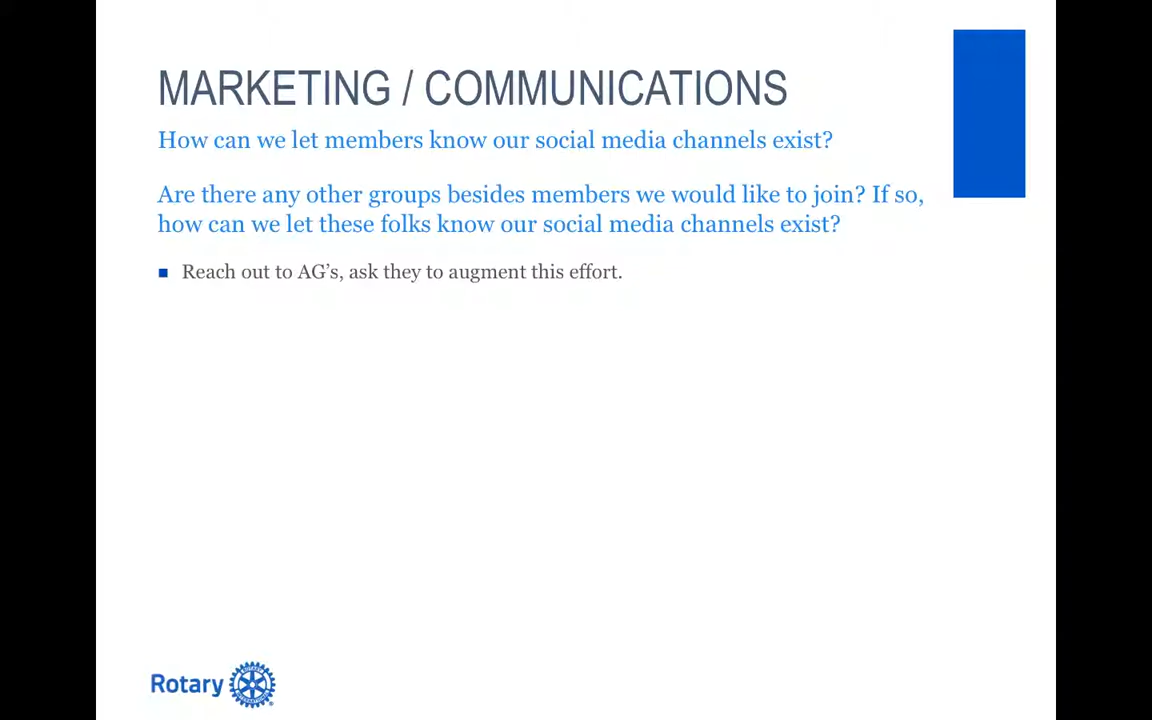 MARKETING / COMMUNICATIONS
How can we let members know our social media channels exist?
Are there any other groups besides members we would like to join? If so,
how can we let these folks know our social media channels exist?
Reach out to AG’s, ask they to augment this effort.
Rotary